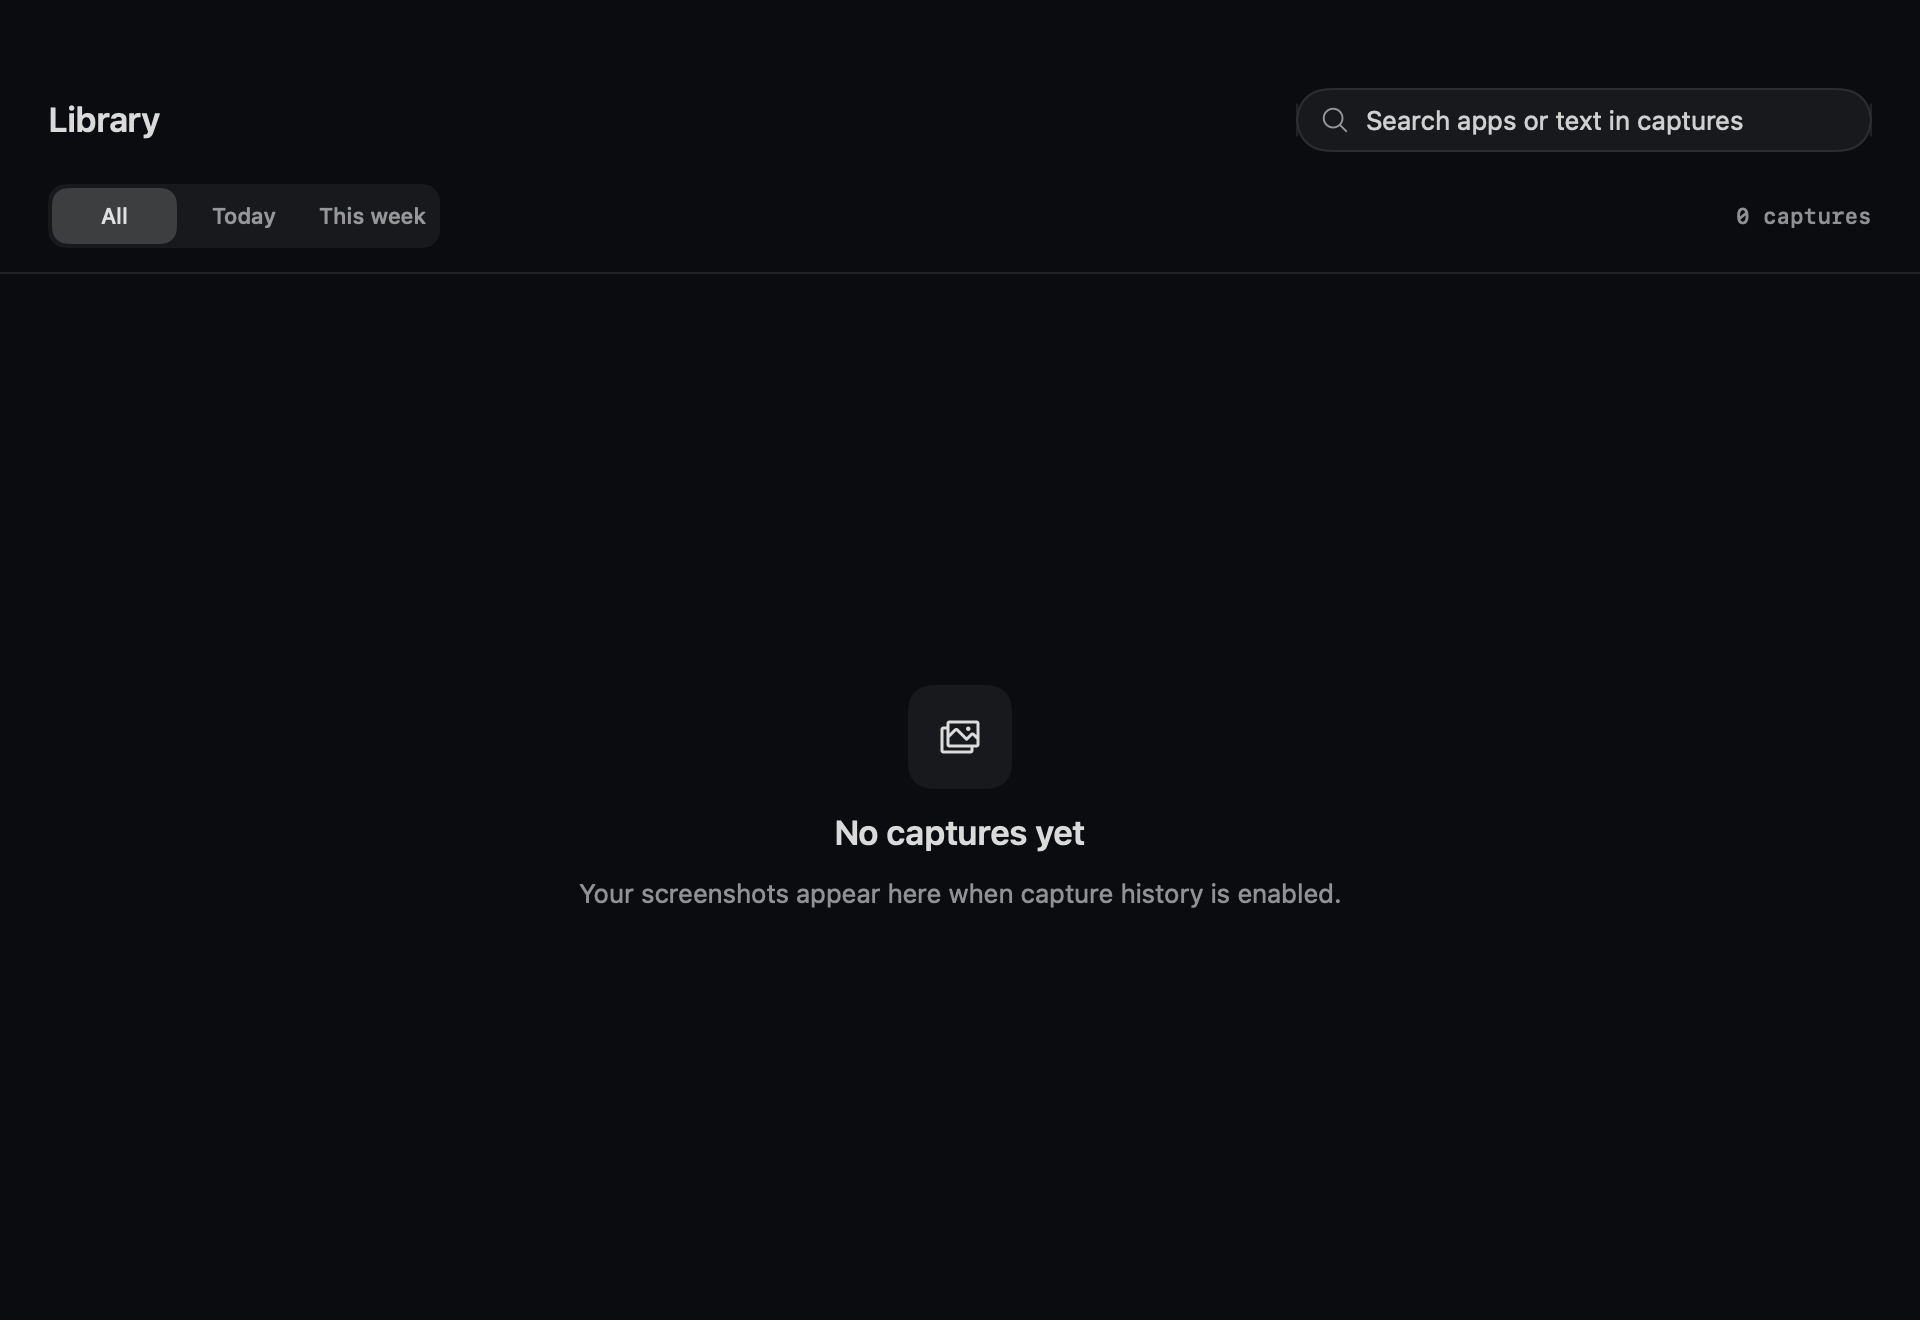 Library
Search apps or text in captures
All
Today
This week
0 captures
No captures yet
Your screenshots appear here when capture history is enabled.